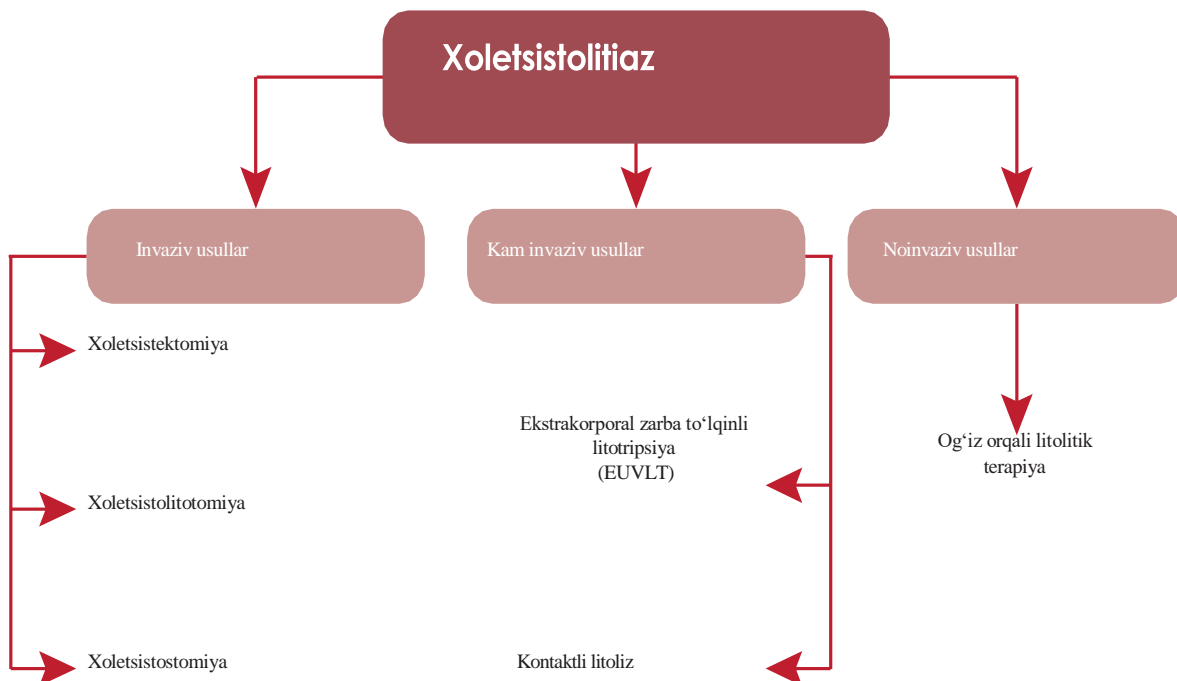 Xoletsistolitiaz
Invaziv usullar
Kam invaziv usullar
Noinvaziv usullar
Xoletsistektomiya
Xoletsistolitotomiya
Xoletsistostomiya
Ekstrakorporal zarba to‘lqinli
litotripsiya
(EUVLT)
Kontaktli litoliz
Og‘iz orqali litolitik
terapiya